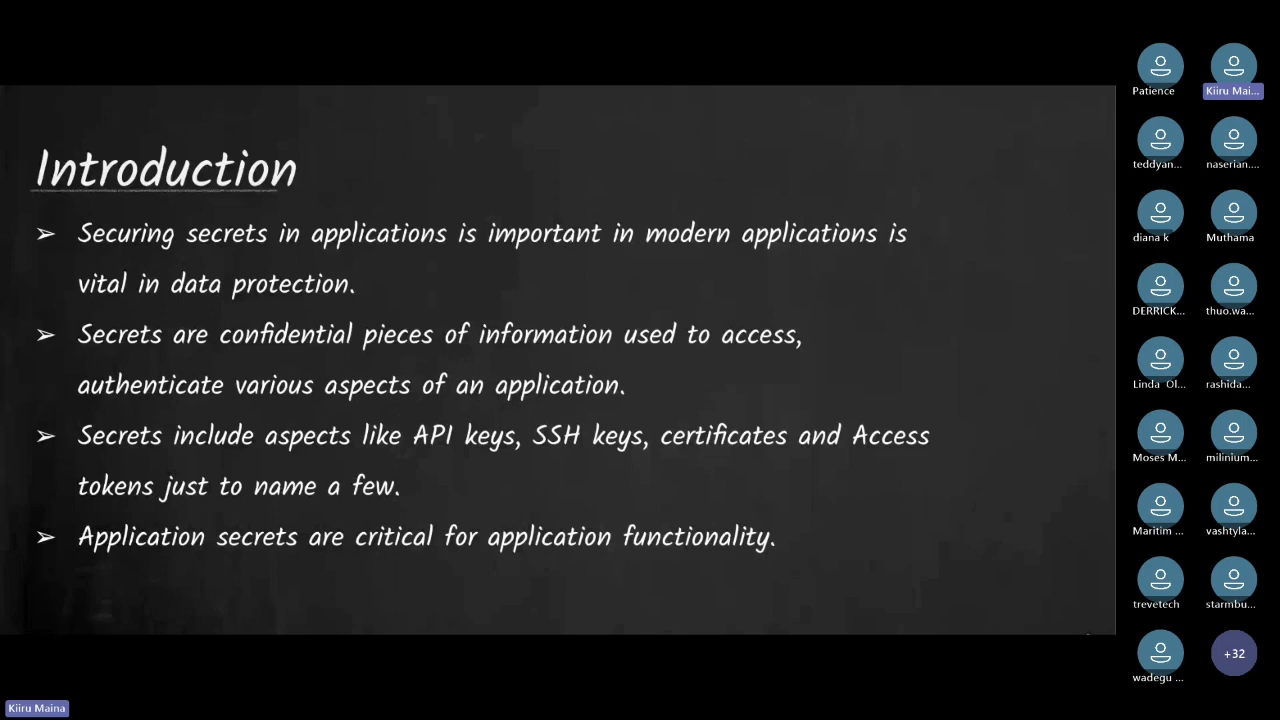 Introduction
➢ Securing secrets in applications is important in modern applications is
vital in data protection.
➢ Secrets are confidential pieces of information used to access,
authenticate various aspects of an application.
➢ Secrets include aspects like API keys, SSH keys, certificates and Access
tokens just to name a few.
➢ Application secrets are critical for application functionality.
Patience
Kiiru Mai...
teddyan...
naserian....
diana k
Muthama
DERRICK...
thuo.wa...
Linda Ol...
rashida...
Moses M...
milinium...
Maritim ...
vashtyla...
trevetech
starmbu...
wadegu ...
+32
Kiiru Maina